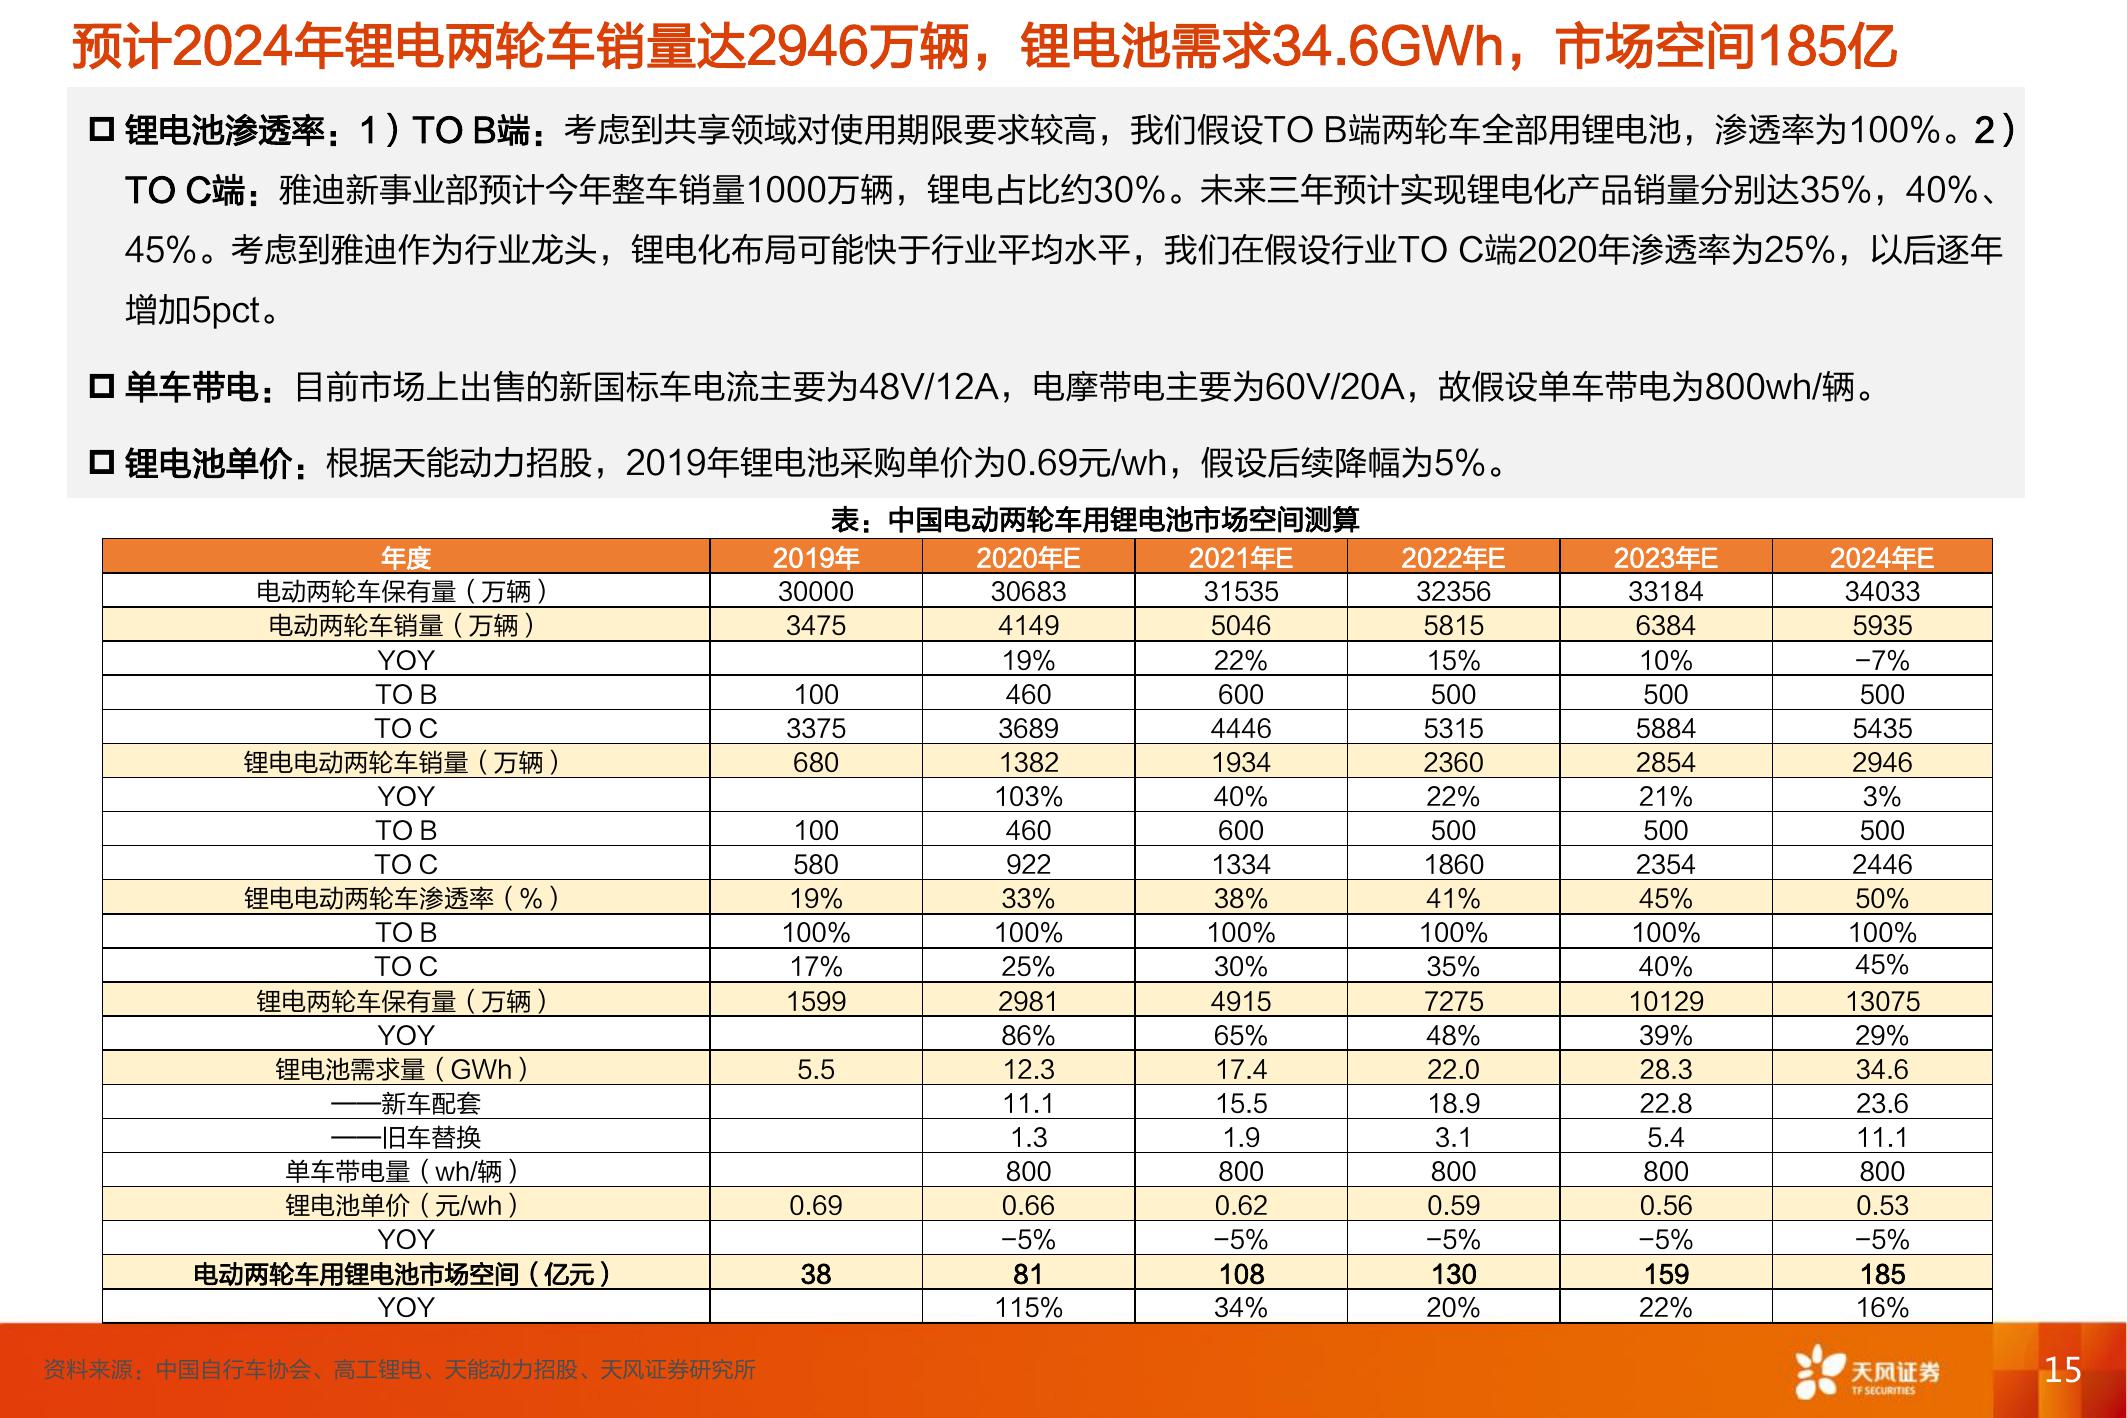 预计2024年锂电两轮车销量达2946万辆，锂电池需求34.6GWh，市场空间185亿
锂电池渗透率：1）TO B端：考虑到共享领域对使用期限要求较高，我们假设TO B端两轮车全部用锂电池，渗透率为100%。2）
TO C端：雅迪新事业部预计今年整车销量1000万辆，锂电占比约30%。未来三年预计实现锂电化产品销量分别达35%，40%、
45%。考虑到雅迪作为行业龙头，锂电化布局可能快于行业平均水平，我们在假设行业TO C端2020年渗透率为25%，以后逐年
增加5pct。
单车带电：目前市场上出售的新国标车电流主要为48V/12A，电摩带电主要为60V/20A，故假设单车带电为800wh/辆。
锂电池单价：根据天能动力招股，2019年锂电池采购单价为0.69元/wh，假设后续降幅为5%。
表：中国电动两轮车用锂电池市场空间测算
年度 2019年 2020年E 2021年E 2022年E 2023年E 2024年E
电动两轮车保有量（万辆） 30000 30683 31535 32356 33184 34033
电动两轮车销量（万辆） 3475 4149 5046 5815 6384 5935
YOY 19% 22% 15% 10% -7%
TO B 100 460 600 500 500 500
TO C 3375 3689 4446 5315 5884 5435
锂电电动两轮车销量（万辆） 680 1382 1934 2360 2854 2946
YOY 103% 40% 22% 21% 3%
TO B 100 460 600 500 500 500
TO C 580 922 1334 1860 2354 2446
锂电电动两轮车渗透率（%） 19% 33% 38% 41% 45% 50%
TO B 100% 100% 100% 100% 100% 100%
TO C 17% 25% 30% 35% 40% 45%
锂电两轮车保有量（万辆） 1599 2981 4915 7275 10129 13075
YOY 86% 65% 48% 39% 29%
锂电池需求量（GWh） 5.5 12.3 17.4 22.0 28.3 34.6
——新车配套 11.1 15.5 18.9 22.8 23.6
——旧车替换 1.3 1.9 3.1 5.4 11.1
单车带电量（wh/辆） 800 800 800 800 800
锂电池单价（元/wh） 0.69 0.66 0.62 0.59 0.56 0.53
YOY -5% -5% -5% -5% -5%
电动两轮车用锂电池市场空间（亿元） 38 81 108 130 159 185
YOY 115% 34% 20% 22% 16%
资料来源：中国自行车协会、高工锂电、天能动力招股、天风证券研究所
天风证券
TF SECURITIES
15